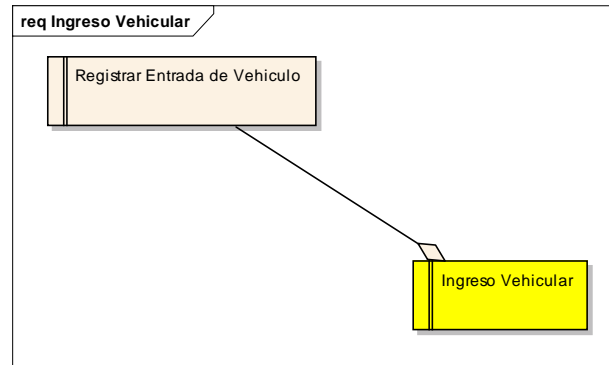 req Ingreso Vehicular
Registrar Entrada de Vehiculo
Ingreso Vehicular